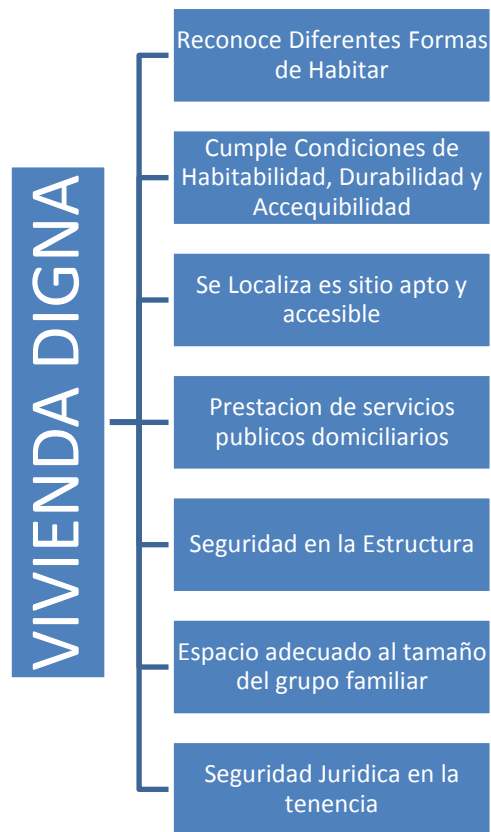 VIVIENDA DIGNA
Reconoce Diferentes Formas
de Habitar
Cumple Condiciones de
Habitabilidad, Durabilidad y
Accequibilidad
Se Localiza es sitio apto y
accesible
Prestacion de servicios
publicos domiciliarios
Seguridad en la Estructura
Espacio adecuado al tamaño
del grupo familiar
Seguridad Juridica en la
tenencia